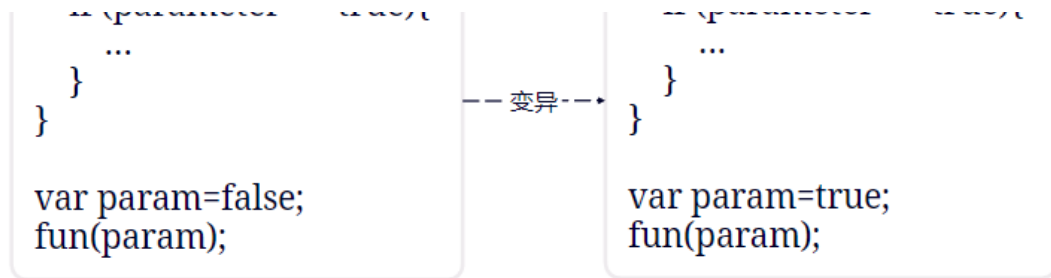 ...
}
}
var param=false;
fun(param);
变异
...
}
}
var param=true;
fun(param);